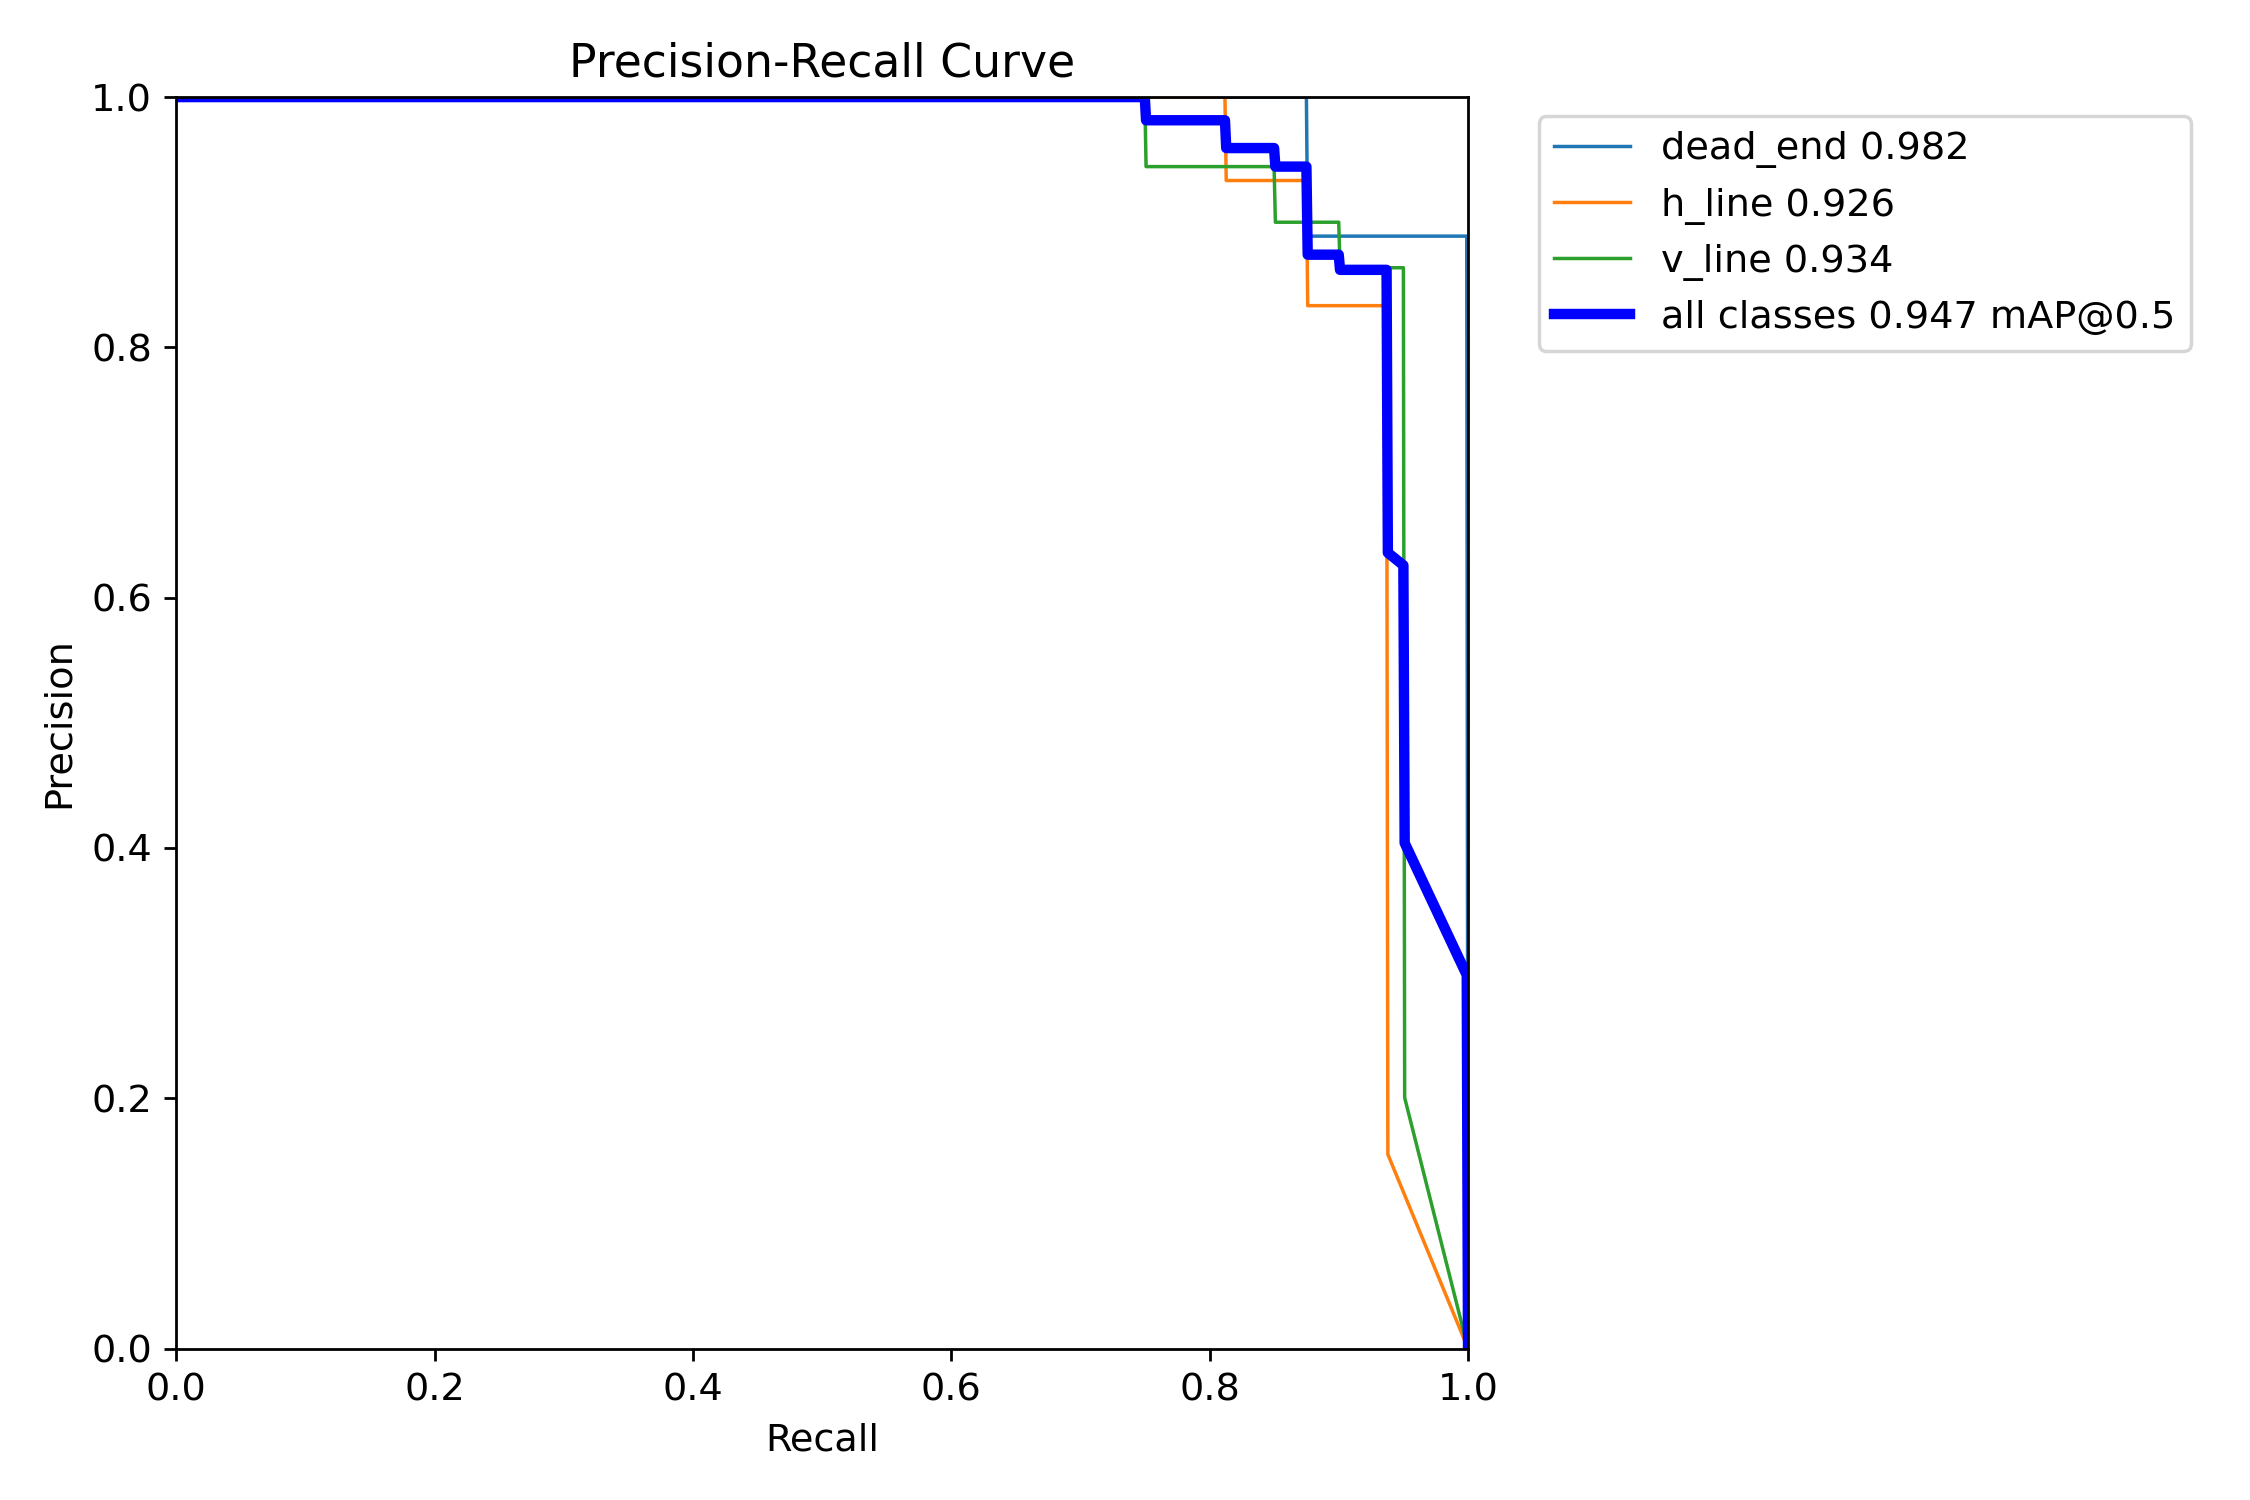 Precision-Recall Curve
1.0
0.8
0.6
0.4
0.2
0.0
Precision
0.0 0.2 0.4 0.6 0.8 1.0
Recall
dead_end 0.982
h_line 0.926
v_line 0.934
all classes 0.947 mAP@0.5